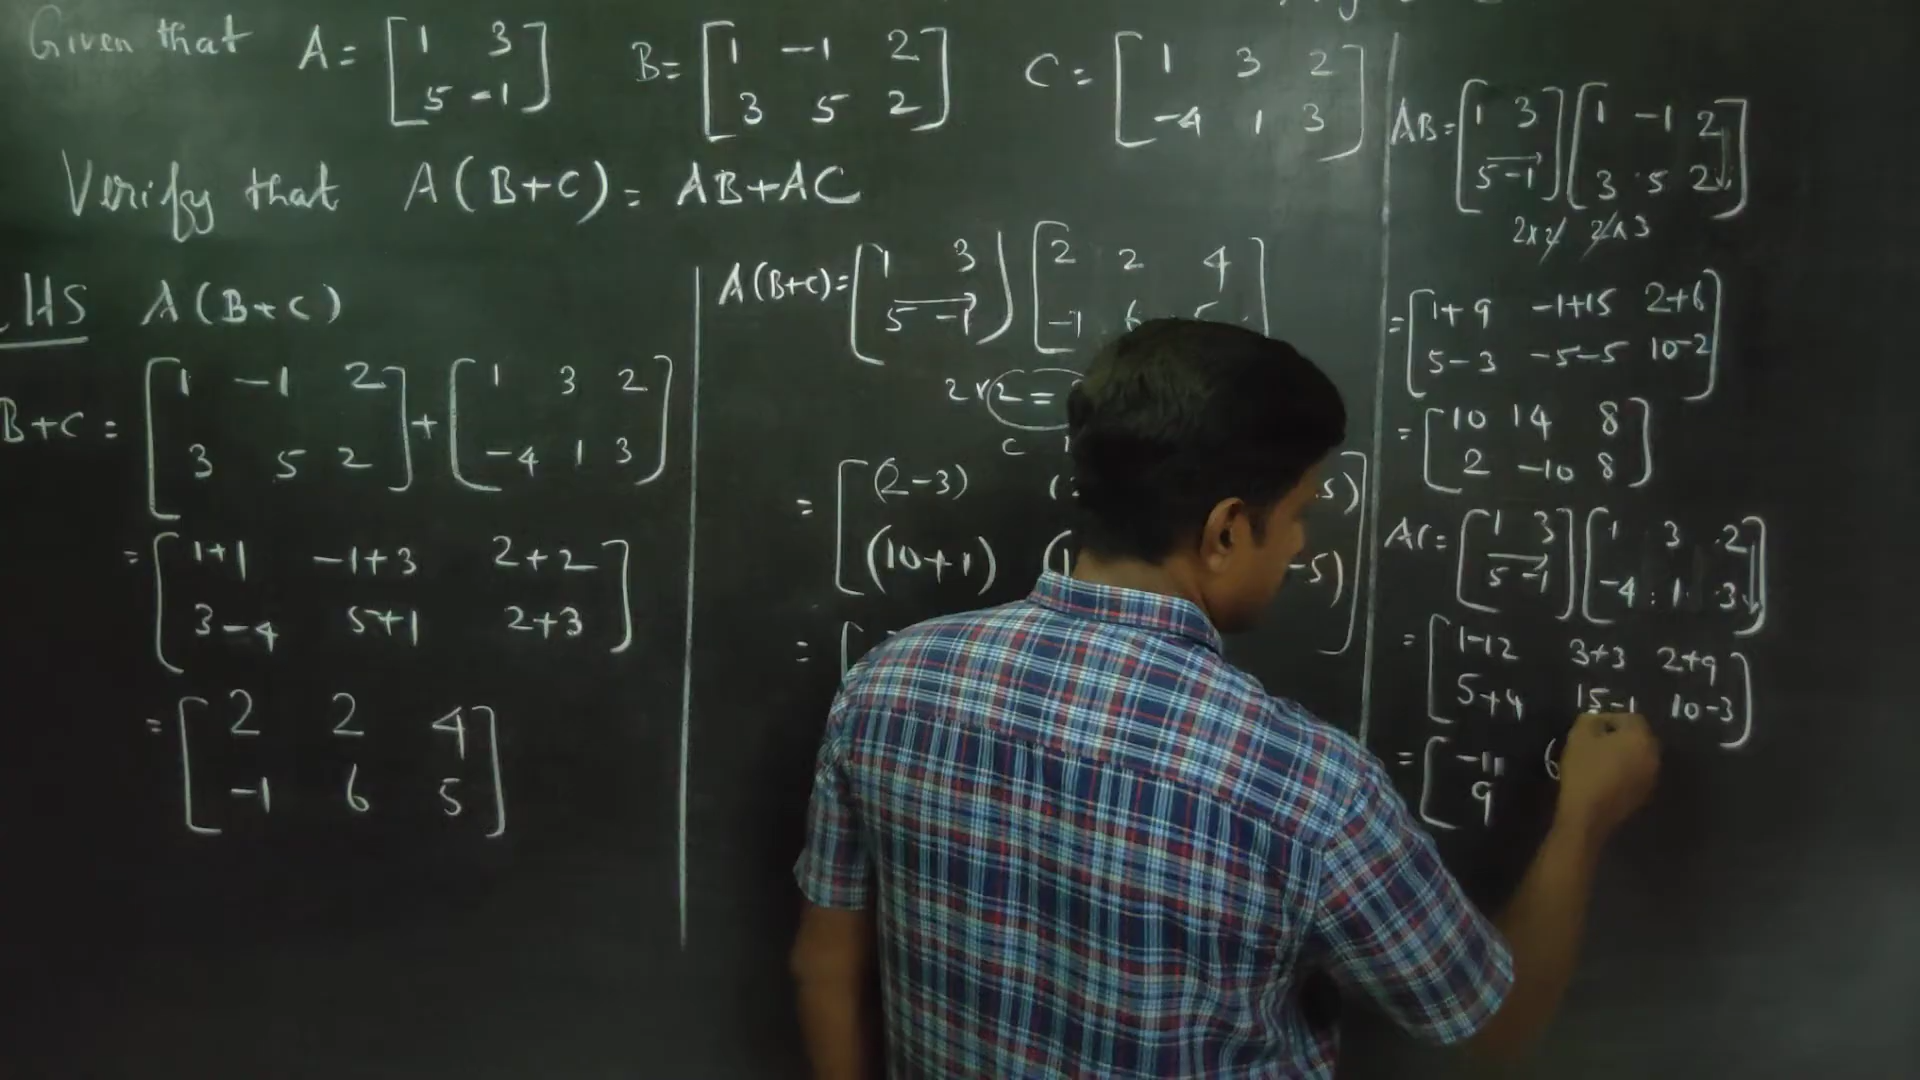 Given that A = [1 3 5 -1] B = [1 -1 2 3 5 2] C = [1 3 2 -4 1 3]
Verify that A(B+C) = AB+AC
LHS A(B+C)
B+C = [1 -1 2 3 5 2] + [1 3 2 -4 1 3]
= [1+1 -1+3 2+2 3-4 5+1 2+3]
= [2 2 4 -1 6 5]
A(B+C) = [1 3 5 -1] [2 2 4 -1 6 5]
2×2 =
C
= [(2-3)
(10+1)
= [
AB = [1 3 5 -1] [1 -1 2 3 5 2]
2×2 2×3
= [1+9 -1+15 2+6 5-3 -5-5 10-2]
= [10 14 8 2 -10 8]
AC = [1 3 5 -1] [1 3 2 -4 1 3]
= [1-12 3+3 2+9 5+4 15-1 10-3]
= [-11 6 9